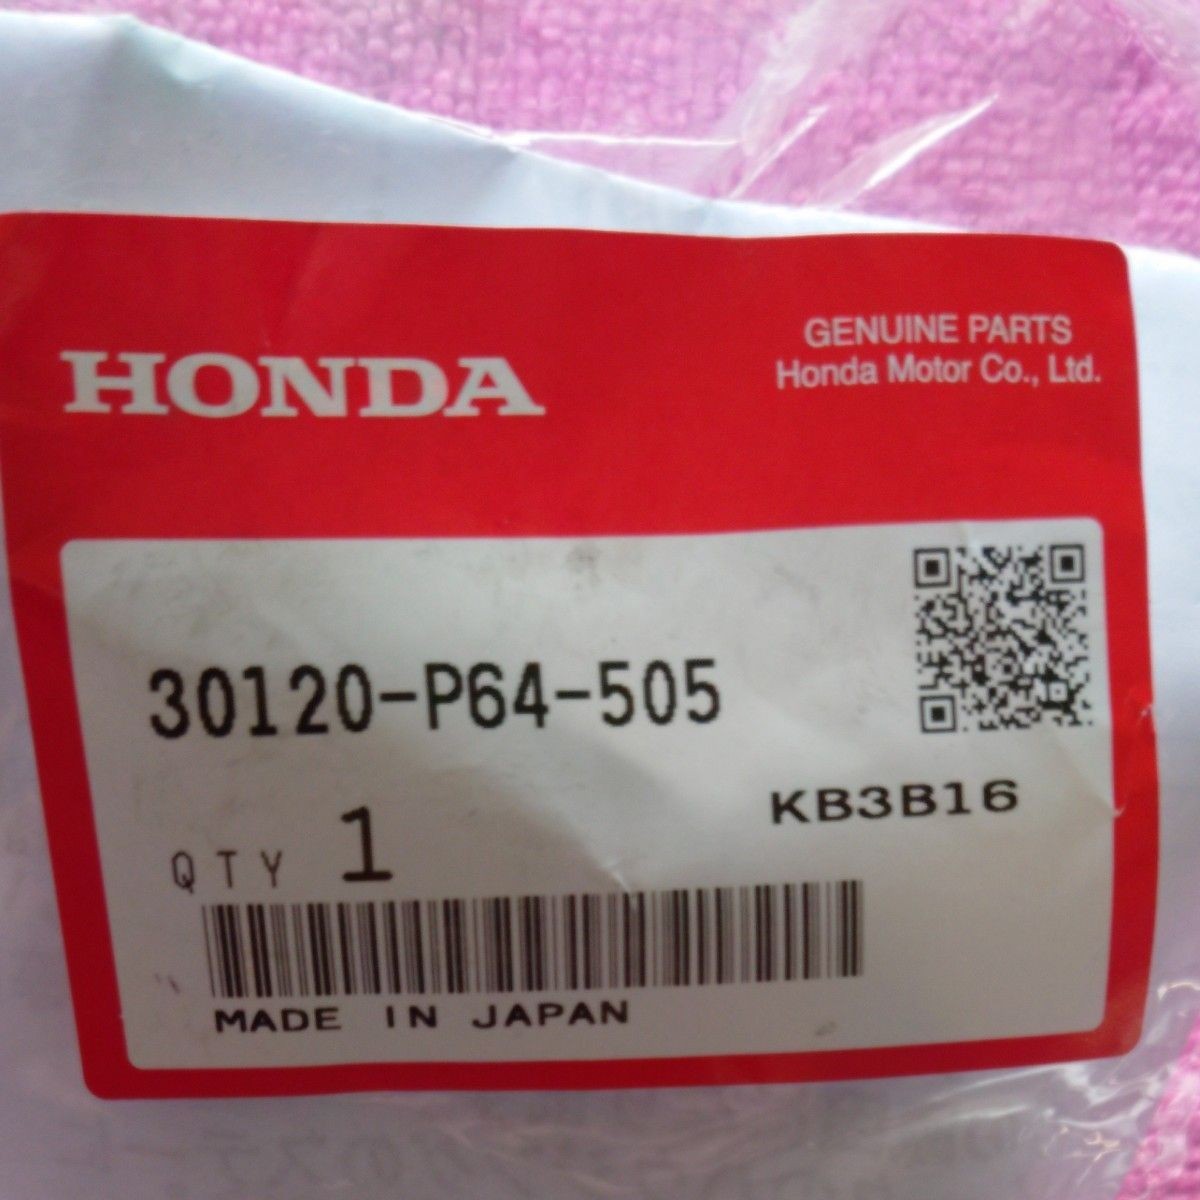 HONDA
GENUINE PARTS
Honda Motor Co., Ltd.
30120-P64-505
KB3B16
QTY 1
MADE IN JAPAN